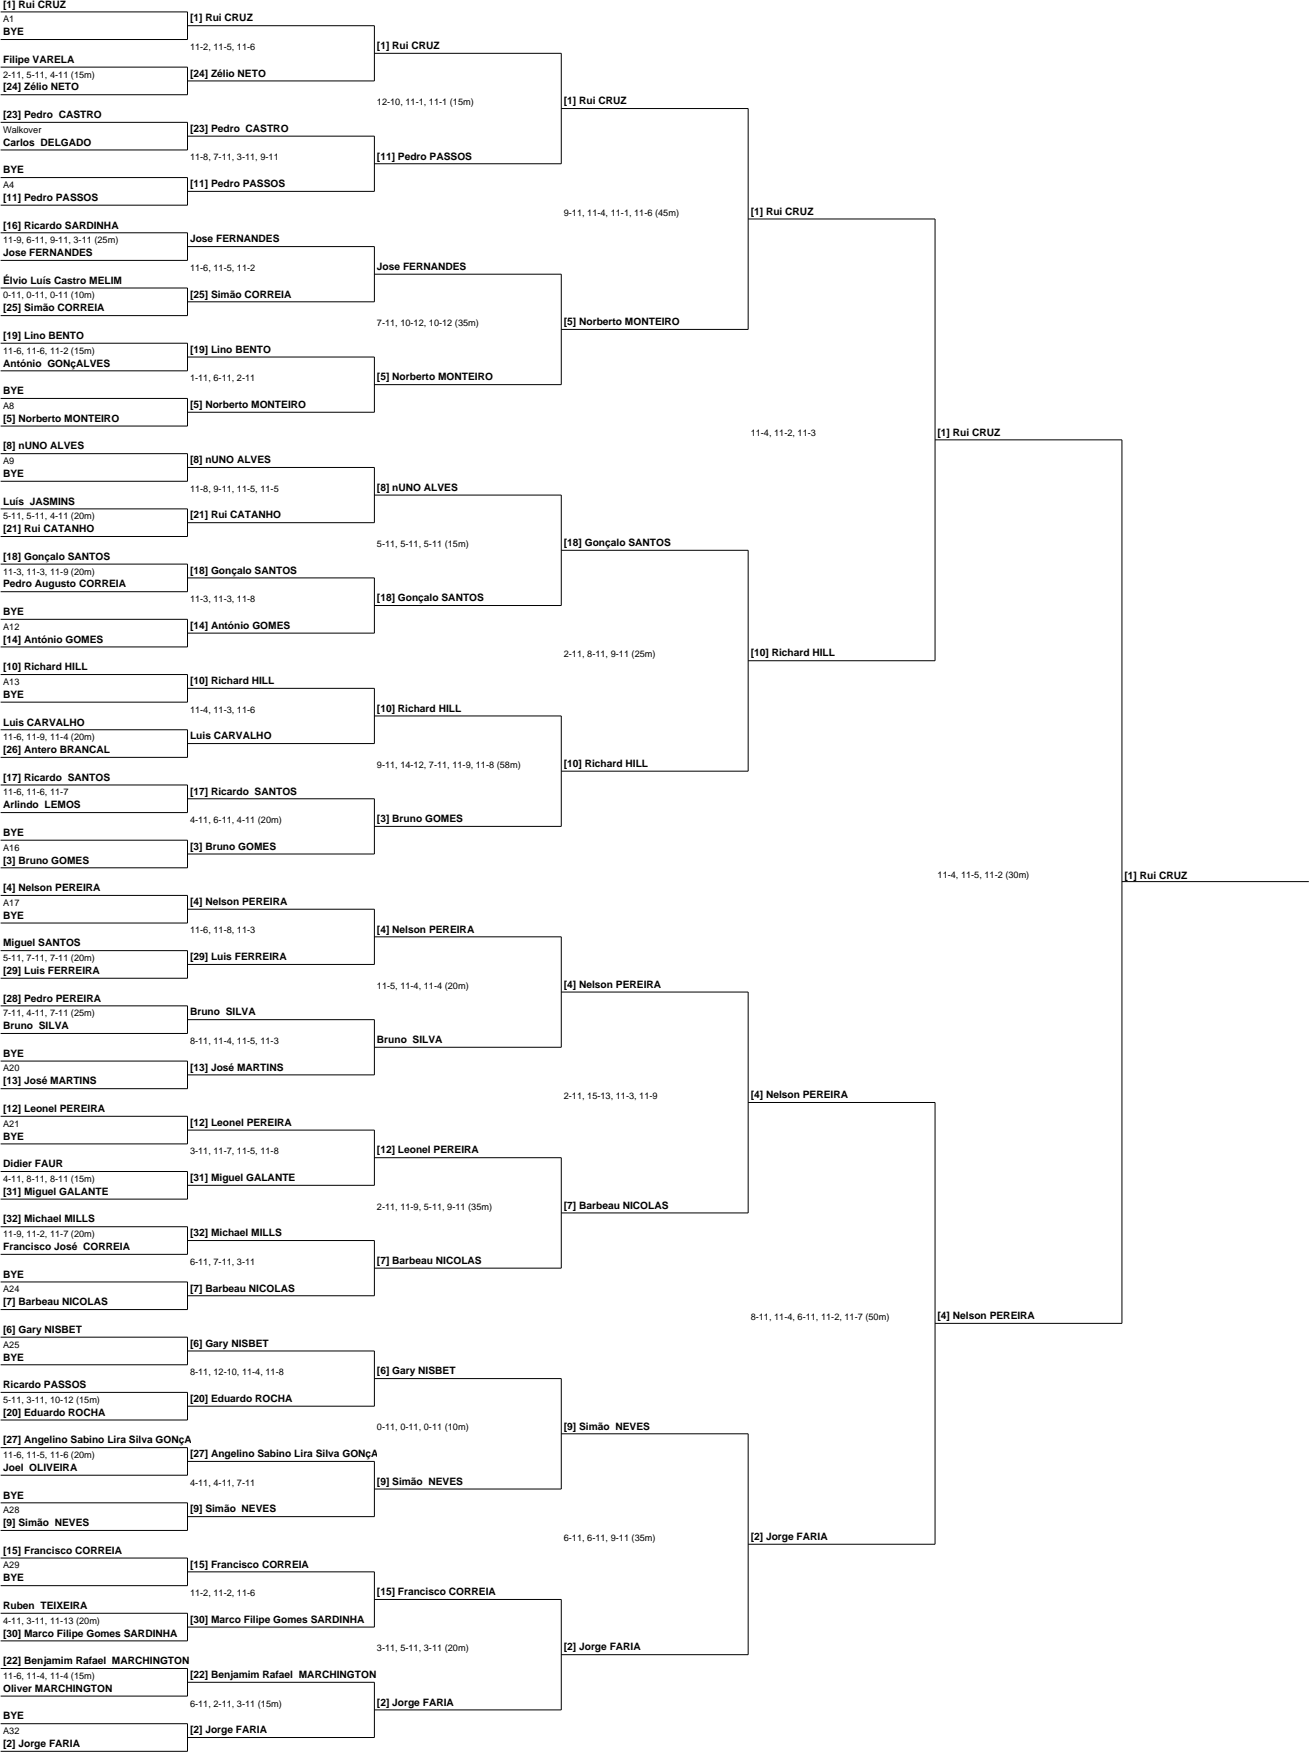 [1] Rui CRUZ
A1
BYE
Filipe VARELA
2-11, 5-11, 4-11 (15m)
[24] Zélio NETO
[23] Pedro  CASTRO
Walkover
Carlos  DELGADO
BYE
A4
[11] Pedro PASSOS
[16] Ricardo SARDINHA
11-9, 6-11, 9-11, 3-11 (25m)
Jose FERNANDES
Élvio Luís Castro MELIM
0-11, 0-11, 0-11 (10m)
[25] Simão CORREIA
[19] Lino BENTO
11-6, 11-6, 11-2 (15m)
António  GONçALVES
BYE
A8
[5] Norberto MONTEIRO
[8] nUNO ALVES
A9
BYE
Luís  JASMINS
5-11, 5-11, 4-11 (20m)
[21] Rui CATANHO
[18] Gonçalo SANTOS
11-3, 11-3, 11-9 (20m)
Pedro Augusto CORREIA
BYE
A12
[14] António GOMES
[10] Richard HILL
A13
BYE
Luis CARVALHO
11-6, 11-9, 11-4 (20m)
[26] Antero BRANCAL
[17] Ricardo  SANTOS
11-6, 11-6, 11-7
Arlindo  LEMOS
BYE
A16
[3] Bruno GOMES
[4] Nelson PEREIRA
A17
BYE
Miguel SANTOS
5-11, 7-11, 7-11 (20m)
[29] Luis FERREIRA
[28] Pedro PEREIRA
7-11, 4-11, 7-11 (25m)
Bruno  SILVA
BYE
A20
[13] José MARTINS
[12] Leonel PEREIRA
A21
BYE
Didier FAUR
4-11, 8-11, 8-11 (15m)
[31] Miguel GALANTE
[32] Michael MILLS
11-9, 11-2, 11-7 (20m)
Francisco José  CORREIA
BYE
A24
[7] Barbeau NICOLAS
[6] Gary NISBET
A25
BYE
Ricardo PASSOS
5-11, 3-11, 10-12 (15m)
[20] Eduardo ROCHA
[27] Angelino Sabino Lira Silva GONçA
11-6, 11-5, 11-6 (20m)
Joel  OLIVEIRA
BYE
A28
[9] Simão  NEVES
[15] Francisco CORREIA
A29
BYE
Ruben  TEIXEIRA
4-11, 3-11, 11-13 (20m)
[30] Marco Filipe Gomes SARDINHA
[22] Benjamim Rafael  MARCHINGTON
11-6, 11-4, 11-4 (15m)
Oliver MARCHINGTON
BYE
A32
[2] Jorge FARIA
[1] Rui CRUZ
11-2, 11-5, 11-6
[24] Zélio NETO
[23] Pedro  CASTRO
11-8, 7-11, 3-11, 9-11
[11] Pedro PASSOS
Jose FERNANDES
11-6, 11-5, 11-2
[25] Simão CORREIA
[19] Lino BENTO
1-11, 6-11, 2-11
[5] Norberto MONTEIRO
[8] nUNO ALVES
11-8, 9-11, 11-5, 11-5
[21] Rui CATANHO
[18] Gonçalo SANTOS
11-3, 11-3, 11-8
[14] António GOMES
[10] Richard HILL
11-4, 11-3, 11-6
Luis CARVALHO
[17] Ricardo  SANTOS
4-11, 6-11, 4-11 (20m)
[3] Bruno GOMES
[4] Nelson PEREIRA
11-6, 11-8, 11-3
[29] Luis FERREIRA
Bruno  SILVA
8-11, 11-4, 11-5, 11-3
[13] José MARTINS
[12] Leonel PEREIRA
3-11, 11-7, 11-5, 11-8
[31] Miguel GALANTE
[32] Michael MILLS
6-11, 7-11, 3-11
[7] Barbeau NICOLAS
[6] Gary NISBET
8-11, 12-10, 11-4, 11-8
[20] Eduardo ROCHA
[27] Angelino Sabino Lira Silva GONçA
4-11, 4-11, 7-11
[9] Simão  NEVES
[15] Francisco CORREIA
11-2, 11-2, 11-6
[30] Marco Filipe Gomes SARDINHA
[22] Benjamim Rafael  MARCHINGTON
6-11, 2-11, 3-11 (15m)
[2] Jorge FARIA
[1] Rui CRUZ
12-10, 11-1, 11-1 (15m)
[11] Pedro PASSOS
Jose FERNANDES
7-11, 10-12, 10-12 (35m)
[5] Norberto MONTEIRO
[8] nUNO ALVES
5-11, 5-11, 5-11 (15m)
[18] Gonçalo SANTOS
[10] Richard HILL
9-11, 14-12, 7-11, 11-9, 11-8 (58m)
[3] Bruno GOMES
[4] Nelson PEREIRA
11-5, 11-4, 11-4 (20m)
Bruno  SILVA
[12] Leonel PEREIRA
2-11, 11-9, 5-11, 9-11 (35m)
[7] Barbeau NICOLAS
[6] Gary NISBET
0-11, 0-11, 0-11 (10m)
[9] Simão  NEVES
[15] Francisco CORREIA
3-11, 5-11, 3-11 (20m)
[2] Jorge FARIA
[1] Rui CRUZ
9-11, 11-4, 11-1, 11-6 (45m)
[5] Norberto MONTEIRO
[18] Gonçalo SANTOS
2-11, 8-11, 9-11 (25m)
[10] Richard HILL
[4] Nelson PEREIRA
2-11, 15-13, 11-3, 11-9
[7] Barbeau NICOLAS
[9] Simão  NEVES
6-11, 6-11, 9-11 (35m)
[2] Jorge FARIA
[1] Rui CRUZ
11-4, 11-2, 11-3
[10] Richard HILL
[4] Nelson PEREIRA
8-11, 11-4, 6-11, 11-2, 11-7 (50m)
[2] Jorge FARIA
[1] Rui CRUZ
11-4, 11-5, 11-2 (30m)
[4] Nelson PEREIRA
[1] Rui CRUZ